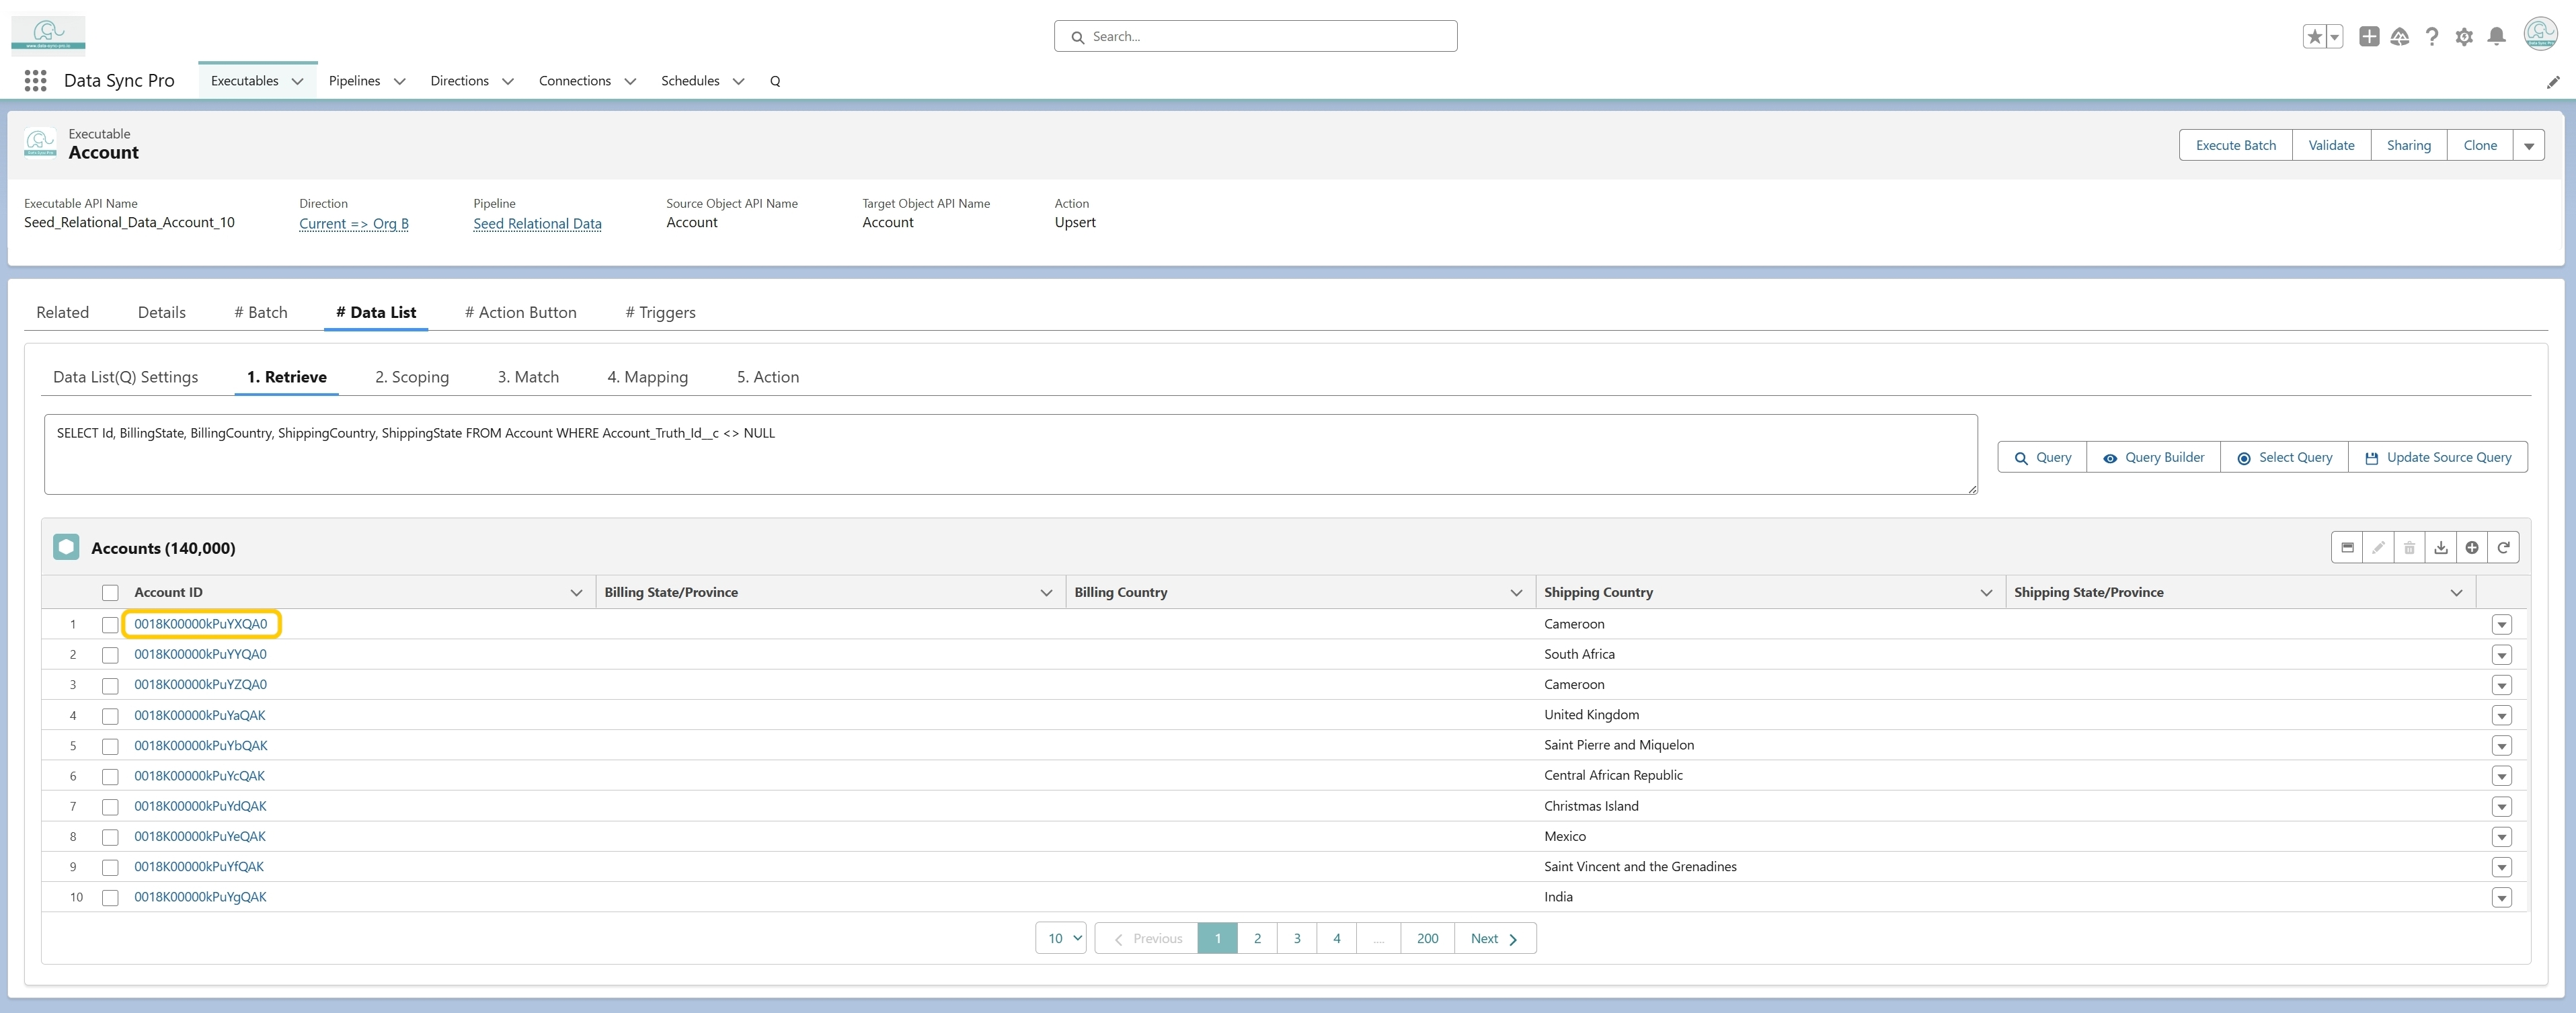 www.data-sync-pro.io
Search...
Data Sync Pro
Executables
Pipelines
Directions
Connections
Schedules
Q
Executable
Account
Execute Batch
Validate
Sharing
Clone
Executable API Name
Direction
Pipeline
Source Object API Name
Target Object API Name
Action
Seed_Relational_Data_Account_10
Current => Org B
Seed Relational Data
Account
Account
Upsert
Related
Details
# Batch
# Data List
# Action Button
# Triggers
Data List(Q) Settings
1. Retrieve
2. Scoping
3. Match
4. Mapping
5. Action
SELECT Id, BillingState, BillingCountry, ShippingCountry, ShippingState FROM Account WHERE Account_Truth_Id__c <> NULL
Query
Query Builder
Select Query
Update Source Query
Accounts (140,000)
Account ID
Billing State/Province
Billing Country
Shipping Country
Shipping State/Province
1 0018K00000kPuYXQA0 Cameroon
2 0018K00000kPuYYQA0 South Africa
3 0018K00000kPuYZQA0 Cameroon
4 0018K00000kPuYaQAK United Kingdom
5 0018K00000kPuYbQAK Saint Pierre and Miquelon
6 0018K00000kPuYcQAK Central African Republic
7 0018K00000kPuYdQAK Christmas Island
8 0018K00000kPuYeQAK Mexico
9 0018K00000kPuYfQAK Saint Vincent and the Grenadines
10 0018K00000kPuYgQAK India
10
Previous
1
2
3
4
....
200
Next